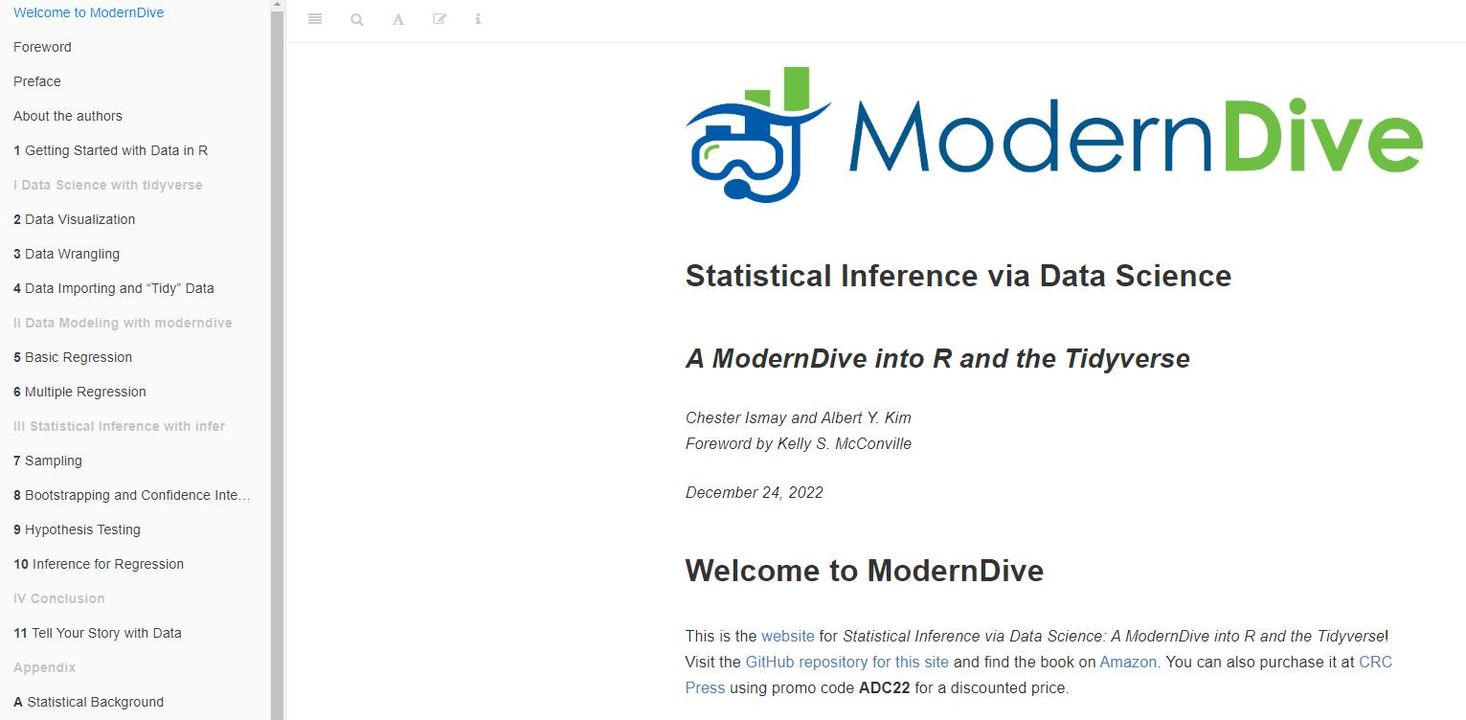 Welcome to ModernDive
Foreword
Preface
About the authors
1 Getting Started with Data in R
I Data Science with tidyverse
2 Data Visualization
3 Data Wrangling
4 Data Importing and “Tidy” Data
II Data Modeling with moderndive
5 Basic Regression
6 Multiple Regression
III Statistical Inference with infer
7 Sampling
8 Bootstrapping and Confidence Inte…
9 Hypothesis Testing
10 Inference for Regression
IV Conclusion
11 Tell Your Story with Data
Appendix
A Statistical Background
ModernDive
Statistical Inference via Data Science
A ModernDive into R and the Tidyverse
Chester Ismay and Albert Y. Kim
Foreword by Kelly S. McConville
December 24, 2022
Welcome to ModernDive
This is the website for Statistical Inference via Data Science: A ModernDive into R and the Tidyverse!
Visit the GitHub repository for this site and find the book on Amazon. You can also purchase it at CRC
Press using promo code ADC22 for a discounted price.